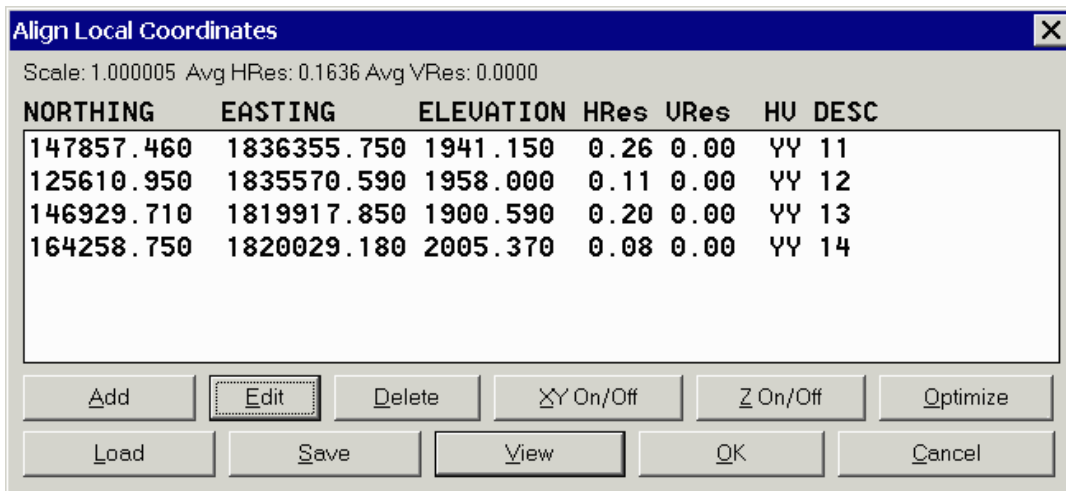 Align Local Coordinates
Scale: 1.000005 Avg HRes: 0.1636 Avg VRes: 0.0000
NORTHING EASTING ELEVATION HRes VRes HV DESC
147857.460 1836355.750 1941.150 0.26 0.00 YY 11
125610.950 1835570.590 1958.000 0.11 0.00 YY 12
146929.710 1819917.850 1900.590 0.20 0.00 YY 13
164258.750 1820029.180 2005.370 0.08 0.00 YY 14
Add Edit Delete XY On/Off Z On/Off Optimize
Load Save View OK Cancel